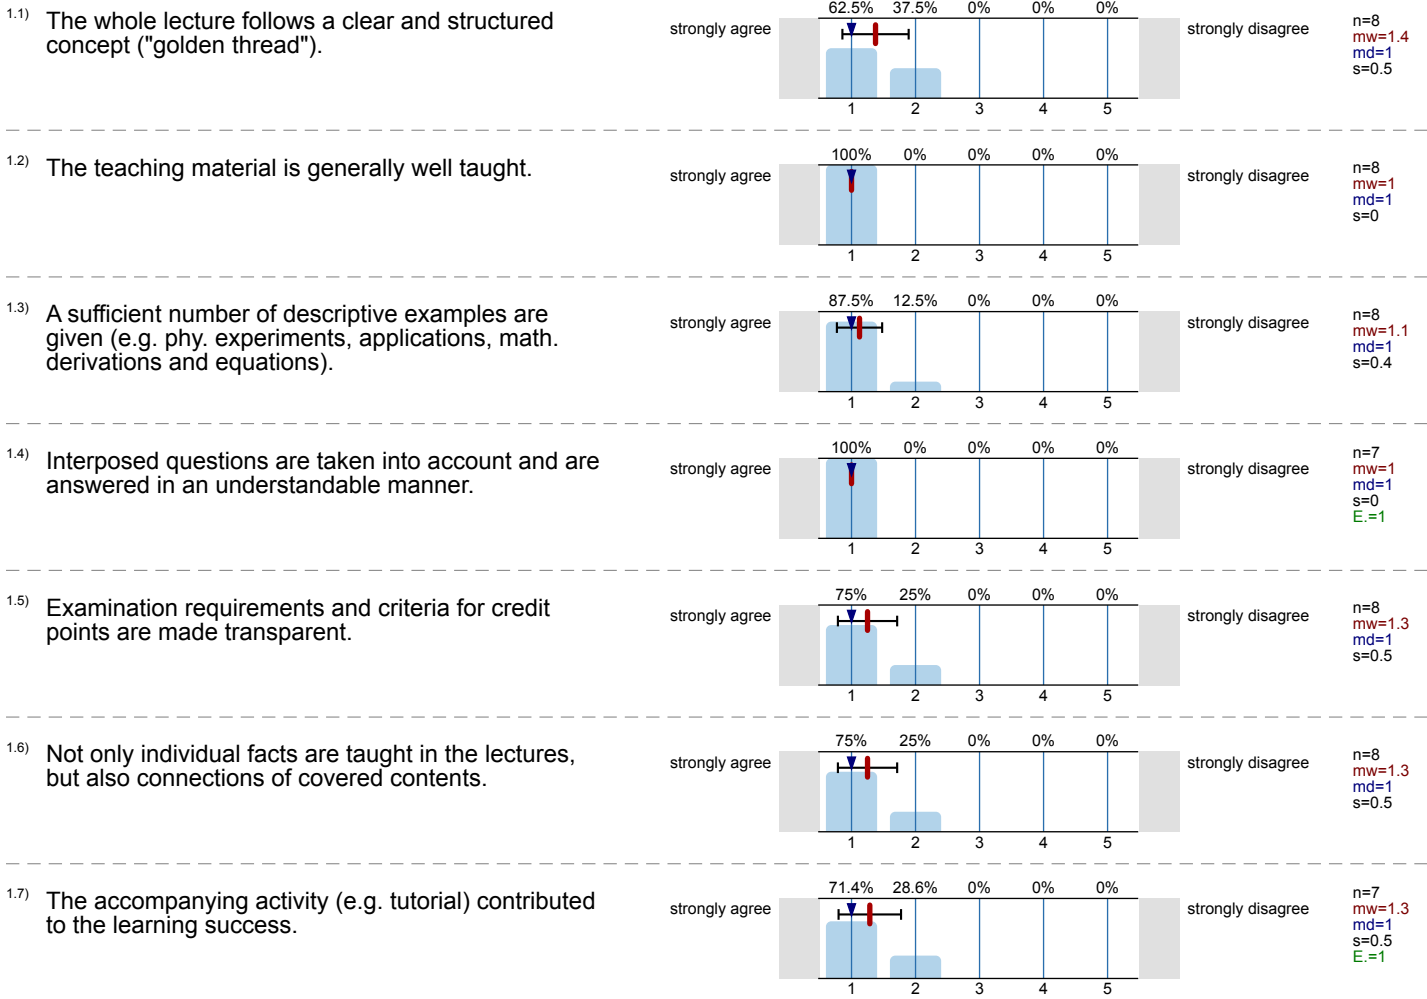 1.1) The whole lecture follows a clear and structured
concept ("golden thread").
strongly agree
62.5% 37.5% 0% 0% 0%
1 2 3 4 5
strongly disagree
n=8
mw=1.4
md=1
s=0.5
1.2) The teaching material is generally well taught.
strongly agree
100% 0% 0% 0% 0%
1 2 3 4 5
strongly disagree
n=8
mw=1
md=1
s=0
1.3) A sufficient number of descriptive examples are
given (e.g. phy. experiments, applications, math.
derivations and equations).
strongly agree
87.5% 12.5% 0% 0% 0%
1 2 3 4 5
strongly disagree
n=8
mw=1.1
md=1
s=0.4
1.4) Interposed questions are taken into account and are
answered in an understandable manner.
strongly agree
100% 0% 0% 0% 0%
1 2 3 4 5
strongly disagree
n=7
mw=1
md=1
s=0
E.=1
1.5) Examination requirements and criteria for credit
points are made transparent.
strongly agree
75% 25% 0% 0% 0%
1 2 3 4 5
strongly disagree
n=8
mw=1.3
md=1
s=0.5
1.6) Not only individual facts are taught in the lectures,
but also connections of covered contents.
strongly agree
75% 25% 0% 0% 0%
1 2 3 4 5
strongly disagree
n=8
mw=1.3
md=1
s=0.5
1.7) The accompanying activity (e.g. tutorial) contributed
to the learning success.
strongly agree
71.4% 28.6% 0% 0% 0%
1 2 3 4 5
strongly disagree
n=7
mw=1.3
md=1
s=0.5
E.=1